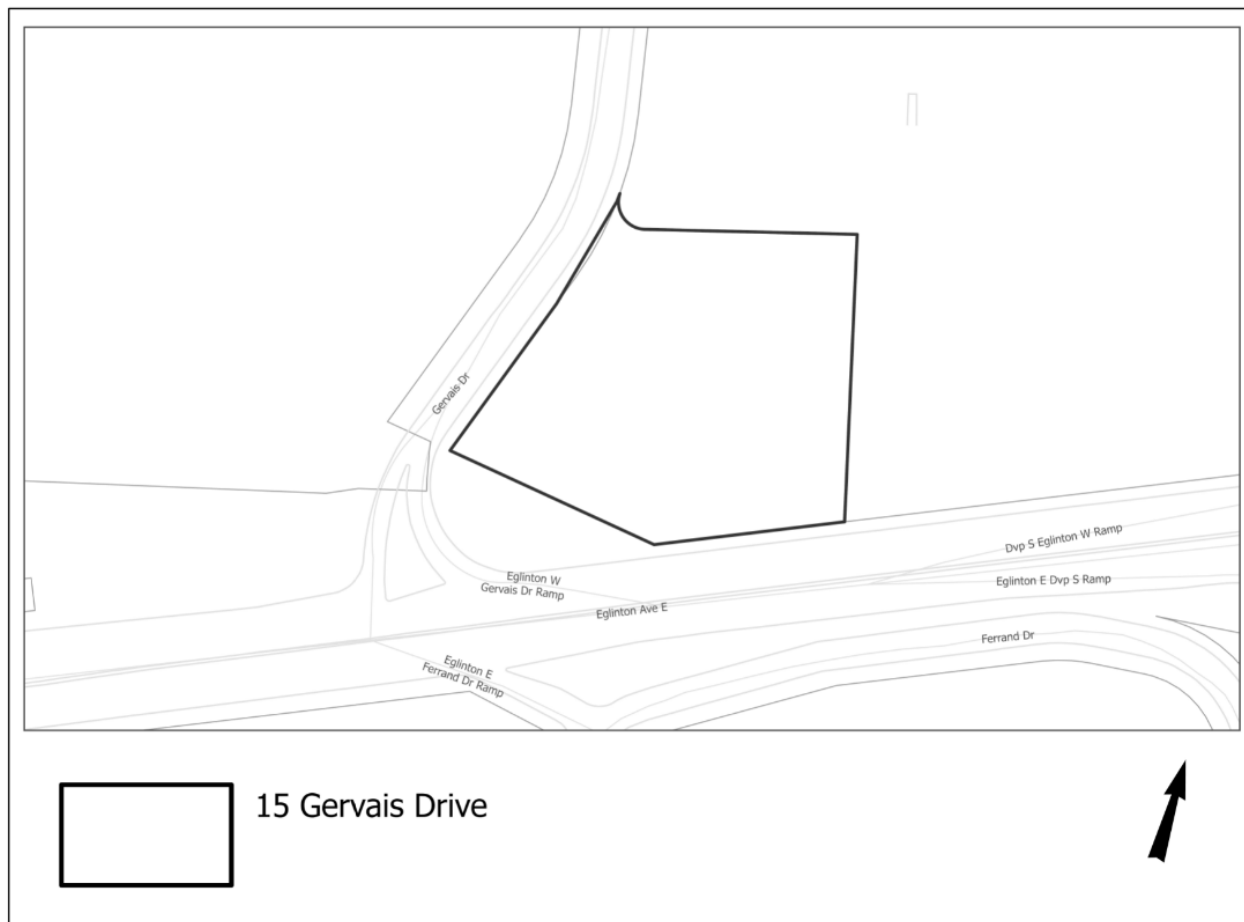 Gervais Dr
Dvp S Eglinton W Ramp
Eglinton W
Gervais Dr Ramp
Eglinton E Dvp S Ramp
Eglinton Ave E
Ferrand Dr
Eglinton E
Ferrand Dr Ramp
15 Gervais Drive